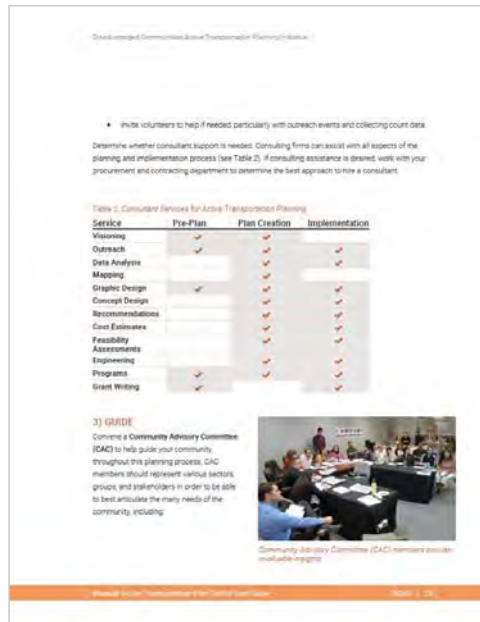 Disadvantaged Communities Active Transportation Planning Initiative
• Invite volunteers to help if needed, particularly with outreach events and collecting count data.
Determine whether consultant support is needed. Consulting firms can assist with all aspects of the
planning and implementation process (see Table 2). If consulting assistance is desired, work with your
procurement and contracting department to determine the best approach to hire a consultant.
Table 2. Consultant Services for Active Transportation Planning
Service Pre-Plan Plan Creation Implementation
Visioning ✓ ✓
Outreach ✓ ✓ ✓
Data Analysis ✓ ✓
Mapping ✓
Graphic Design ✓ ✓ ✓
Concept Design ✓ ✓
Recommendations ✓ ✓
Cost Estimates ✓ ✓
Feasibility
Assessments ✓ ✓
Engineering ✓ ✓
Programs ✓ ✓ ✓
Grant Writing ✓ ✓
3) GUIDE
Convene a Community Advisory Committee
(CAC) to help guide your community
throughout this planning process. CAC
members should represent various sectors,
groups, and stakeholders in order to be able
to best articulate the many needs of the
community, including:
Community Advisory Committee (CAC) members provide
invaluable insights
Active Transportation Plan